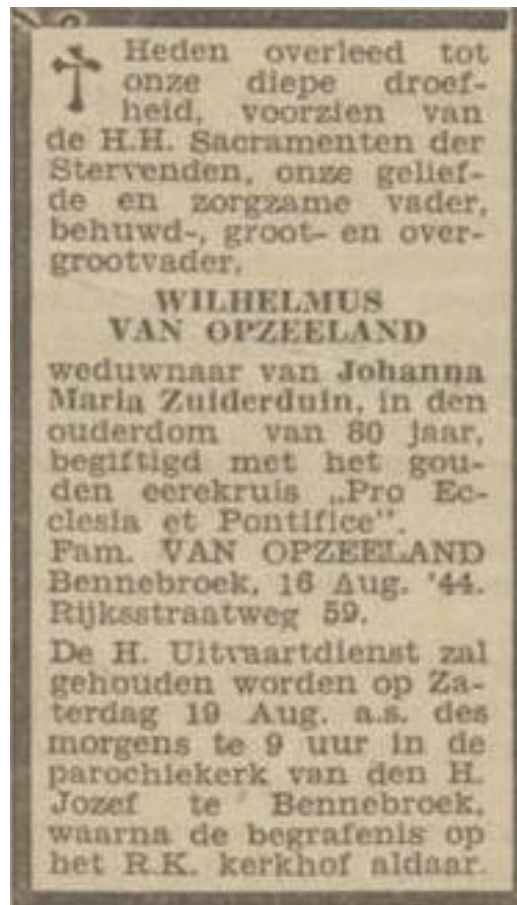 Heden overleed tot
onze diepe droef-
heid, voorzien van
de H.H. Sacramenten der
Stervenden, onze gelief-
de en zorgzame vader,
behuwd-, groot- en over-
grootvader,
WILHELMUS
VAN OPZEELAND
weduwnaar van Johanna
Maria Zuiderduin, in den
ouderdom van 80 jaar,
begiftigd met het gou-
den eerekruis „Pro Ec-
clesia et Pontifice”.
Fam. VAN OPZEELAND
Bennebroek, 16 Aug. '44.
Rijksstraatweg 59.
De H. Uitvaartdienst zal
gehouden worden op Za-
terdag 19 Aug. a.s. des
morgens te 9 uur in de
parochiekerk van den H.
Jozef te Bennebroek,
waarna de begrafenis op
het R.K. kerkhof aldaar.